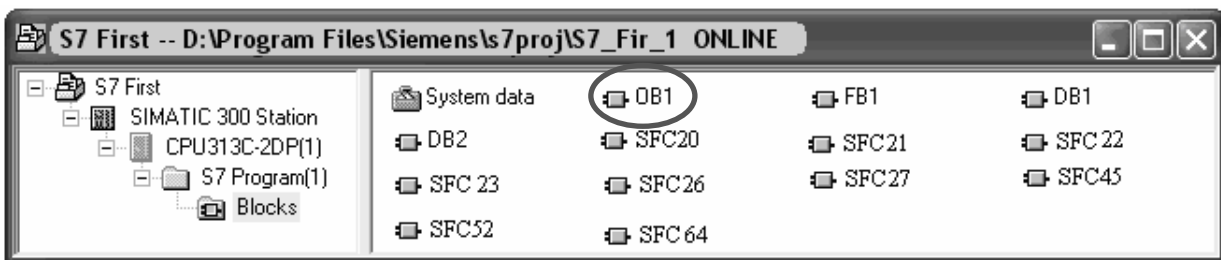 S7 First -- D:\Program Files\Siemens\s7proj\S7_Fir_1 ONLINE
S7 First
SIMATIC 300 Station
CPU313C-2DP(1)
S7 Program(1)
Blocks
System data OB1 FB1 DB1
DB2 SFC20 SFC21 SFC 22
SFC 23 SFC26 SFC27 SFC45
SFC52 SFC 64